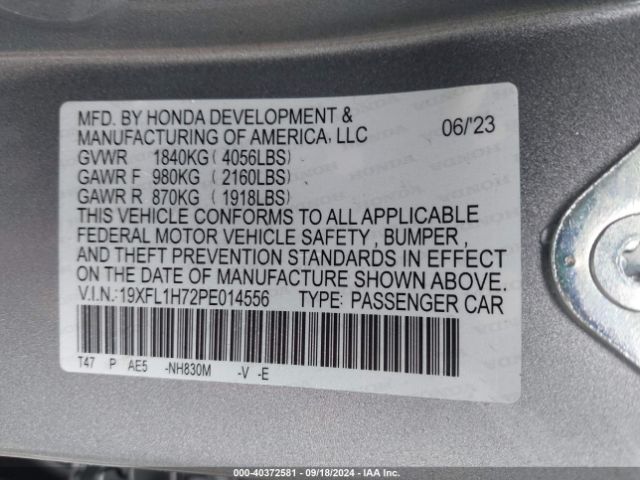 MFD. BY HONDA DEVELOPMENT &
MANUFACTURING OF AMERICA, LLC 06/'23
GVWR 1840KG ( 4056LBS)
GAWR F 980KG ( 2160LBS)
GAWR R 870KG ( 1918LBS)
THIS VEHICLE CONFORMS TO ALL APPLICABLE
FEDERAL MOTOR VEHICLE SAFETY , BUMPER ,
AND THEFT PREVENTION STANDARDS IN EFFECT
ON THE DATE OF MANUFACTURE SHOWN ABOVE.
V.I.N.:19XFL1H72PE014556 TYPE: PASSENGER CAR
T47 P AE5 -NH830M -V -E
000-40372581 - 09/18/2024 - IAA Inc.